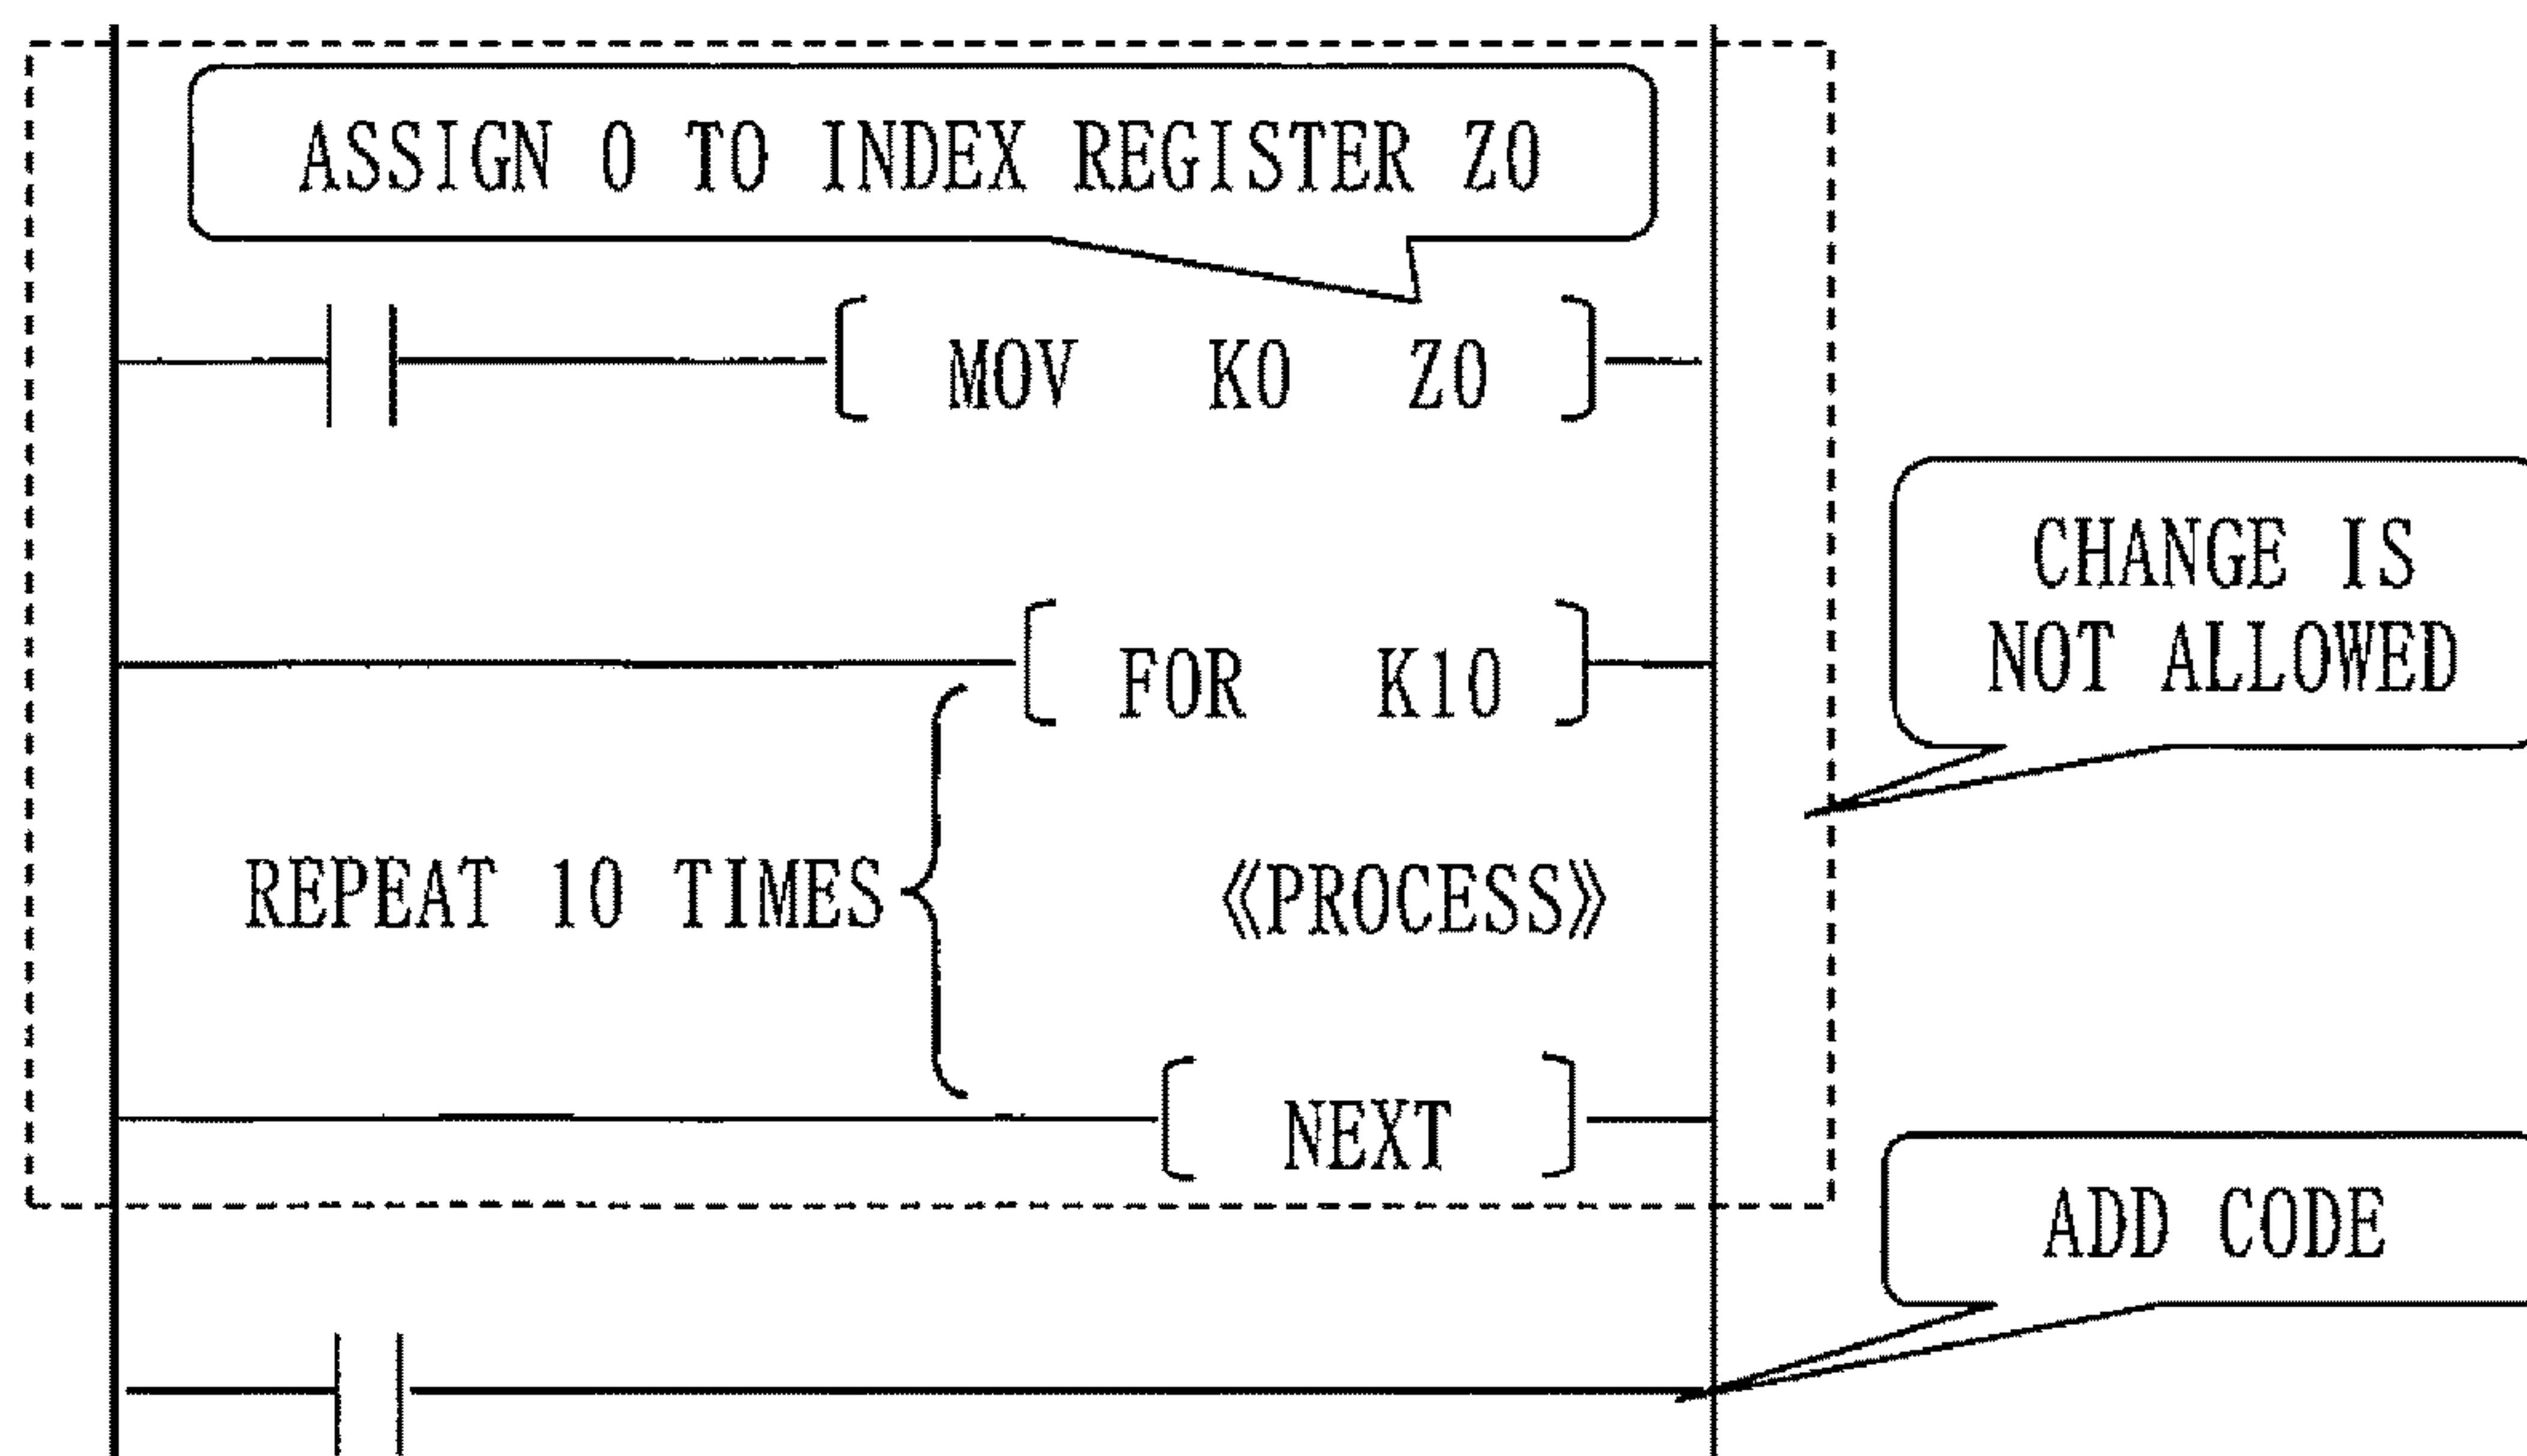 ASSIGN 0 TO INDEX REGISTER Z0
MOV K0 Z0
CHANGE IS
NOT ALLOWED
FOR K10
REPEAT 10 TIMES
《PROCESS》
NEXT
ADD CODE